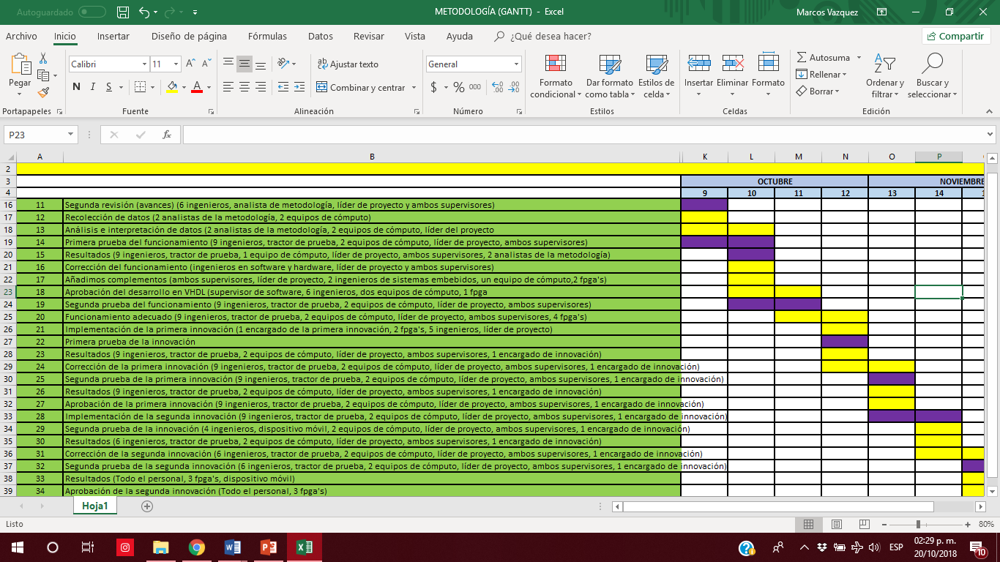 Autoguardado
METODOLOGÍA (GANTT) - Excel
Marcos Vazquez
Archivo Inicio Insertar Diseño de página Fórmulas Datos Revisar Vista Ayuda ¿Qué desea hacer? Compartir
Pegar
Calibri 11
N K S
Ajustar texto
Combinar y centrar
General
$ % 000
Formato condicional
Dar formato como tabla
Estilos de celda
Insertar Eliminar Formato
Autosuma
Rellenar
Borrar
Ordenar y filtrar
Buscar y seleccionar
Portapapeles Fuente Alineación Número Estilos Celdas Edición
P23 fx
A B K L M N O P
2
3 OCTUBRE NOVIEMBRE
4 9 10 11 12 13 14
16 11 Segunda revisión (avances) (6 ingenieros, analista de metodología, líder de proyecto y ambos supervisores)
17 12 Recolección de datos (2 analistas de la metodología, 2 equipos de cómputo)
18 13 Análisis e interpretación de datos (2 analistas de la metodología, 2 equipos de cómputo, líder del proyecto
19 14 Primera prueba del funcionamiento (9 ingenieros, tractor de prueba, 2 equipos de cómputo, líder de proyecto, ambos supervisores)
20 15 Resultados (9 ingenieros, tractor de prueba, 1 equipo de cómputo, líder de proyecto, ambos supervisores, 2 analistas de la metodología)
21 16 Corrección del funcionamiento (ingenieros en software y hardware, líder de proyecto y ambos supervisores)
22 17 Añadimos complementos (ambos supervisores, líder de proyecto, 2 ingenieros de sistemas embebidos, un equipo de cómputo,2 fpga's)
23 18 Aprobación del desarrollo en VHDL (supervisor de software, 6 ingenieros, dos equipos de cómputo, 1 fpga
24 19 Segunda prueba del funcionamiento (9 ingenieros, tractor de prueba, 2 equipos de cómputo, líder de proyecto, ambos supervisores)
25 20 Funcionamiento adecuado (9 ingenieros, tractor de prueba, 2 equipos de cómputo, líder de proyecto, ambos supervisores, 4 fpga's)
26 21 Implementación de la primera innovación (1 encargado de la primera innovación, 2 fpga's, 5 ingenieros, líder de proyecto)
27 22 Primera prueba de la innovación
28 23 Resultados (9 ingenieros, tractor de prueba, 2 equipos de cómputo, líder de proyecto, ambos supervisores, 1 encargado de innovación)
29 24 Corrección de la primera innovación (9 ingenieros, tractor de prueba, 2 equipos de cómputo, líder de proyecto, ambos supervisores, 1 encargado de innovación)
30 25 Segunda prueba de la primera innovación (9 ingenieros, tractor de prueba, 2 equipos de cómputo, líder de proyecto, ambos supervisores, 1 encargado de innovación)
31 26 Resultados (9 ingenieros, tractor de prueba, 2 equipos de cómputo, líder de proyecto, ambos supervisores, 1 encargado de innovación)
32 27 Aprobación de la primera innovación (9 ingenieros, tractor de prueba, 2 equipos de cómputo, líder de proyecto, ambos supervisores, 1 encargado de innovación)
33 28 Implementación de la segunda innovación (9 ingenieros, tractor de prueba, 2 equipos de cómputo, líder de proyecto, ambos supervisores, 1 encargado de innovación)
34 29 Segunda prueba de la innovación (4 ingenieros, dispositivo móvil, 2 equipos de cómputo, líder de proyecto, ambos supervisores, 1 encargado de innovación)
35 30 Resultados (6 ingenieros, tractor de prueba, 2 equipos de cómputo, líder de proyecto, ambos supervisores, 1 encargado de innovación)
36 31 Corrección de la segunda innovación (6 ingenieros, tractor de prueba, 2 equipos de cómputo, líder de proyecto, ambos supervisores, 1 encargado de innovación)
37 32 Segunda prueba de la segunda innovación (6 ingenieros, tractor de prueba, 2 equipos de cómputo, líder de proyecto, ambos supervisores, 1 encargado de innovación)
38 33 Resultados (Todo el personal, 3 fpga's, dispositivo móvil)
39 34 Aprobación de la segunda innovación (Todo el personal, 3 fpga's)
Hoja1
Listo 80%
ESP 02:29 p. m.
20/10/2018 10